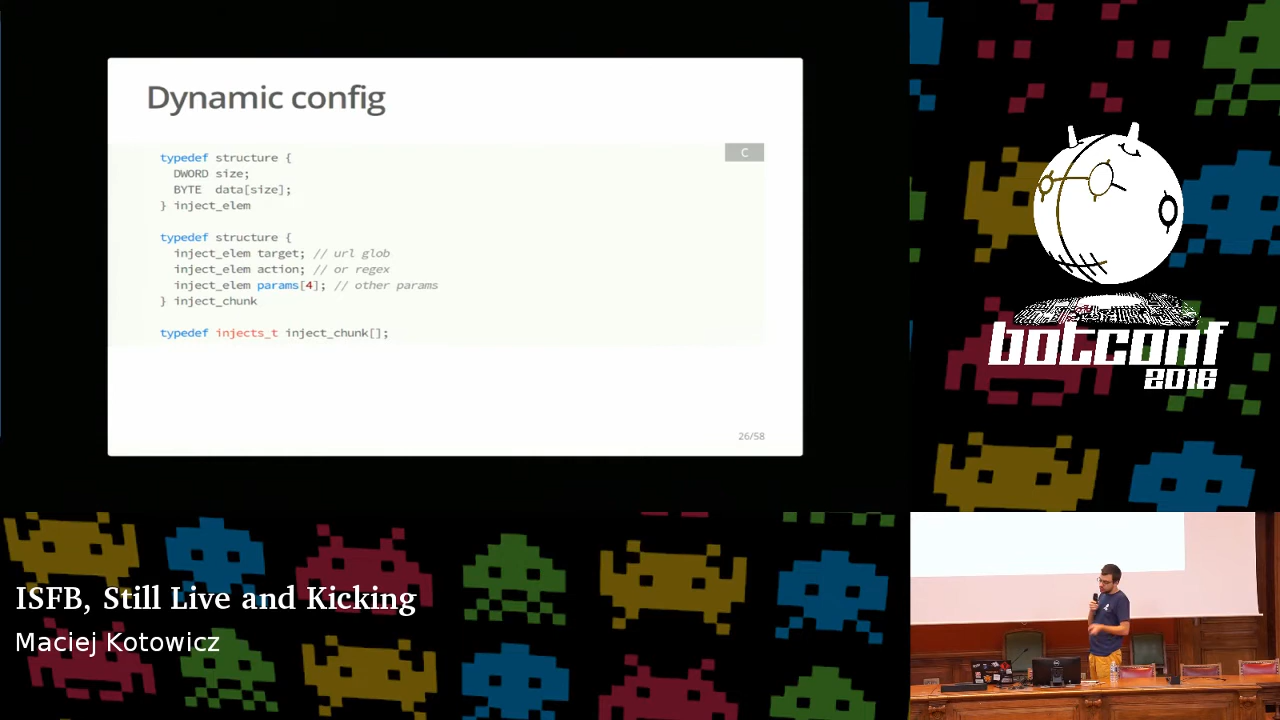 Dynamic config
C
typedef structure {
DWORD size;
BYTE data[size];
} inject_elem
typedef structure {
inject_elem target; // url glob
inject_elem action; // or regex
inject_elem params[4]; // other params
} inject_chunk
typedef injects_t inject_chunk[];
26/58
botconf
2016
ISFB, Still Live and Kicking
Maciej Kotowicz